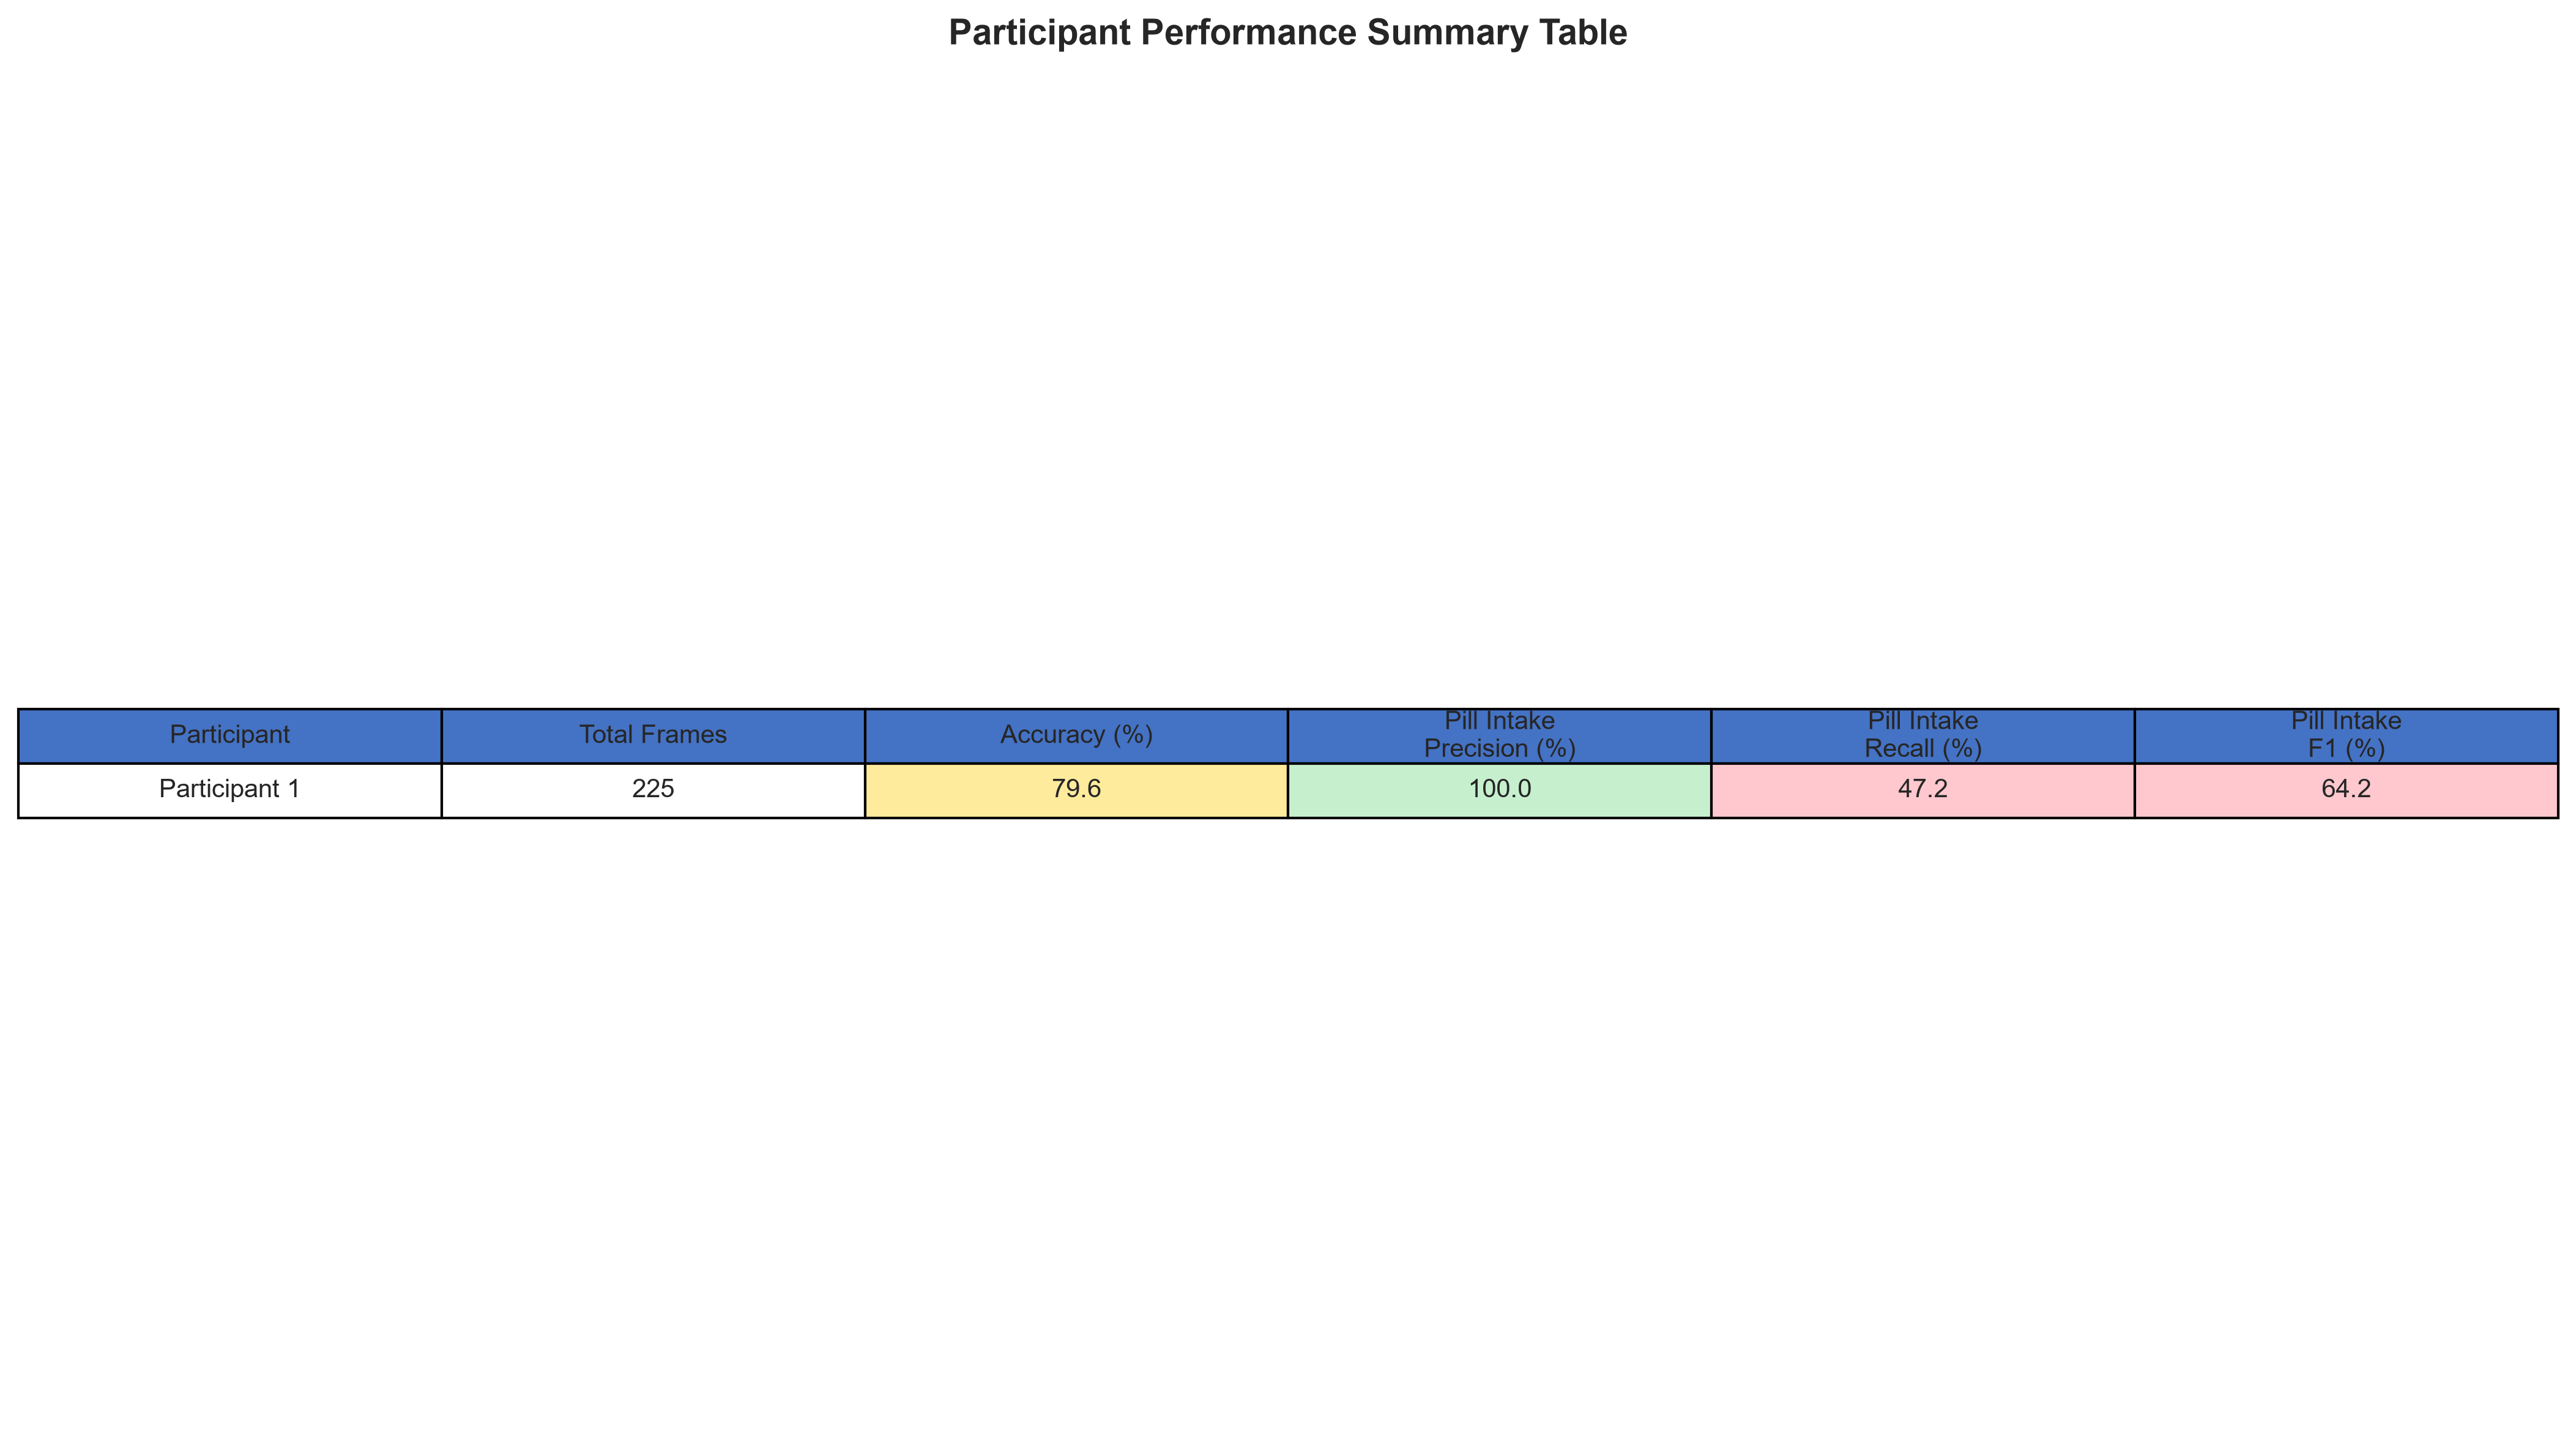 Participant Performance Summary Table
Participant
Total Frames
Accuracy (%)
Pill Intake
Precision (%)
Pill Intake
Recall (%)
Pill Intake
F1 (%)
Participant 1
225
79.6
100.0
47.2
64.2